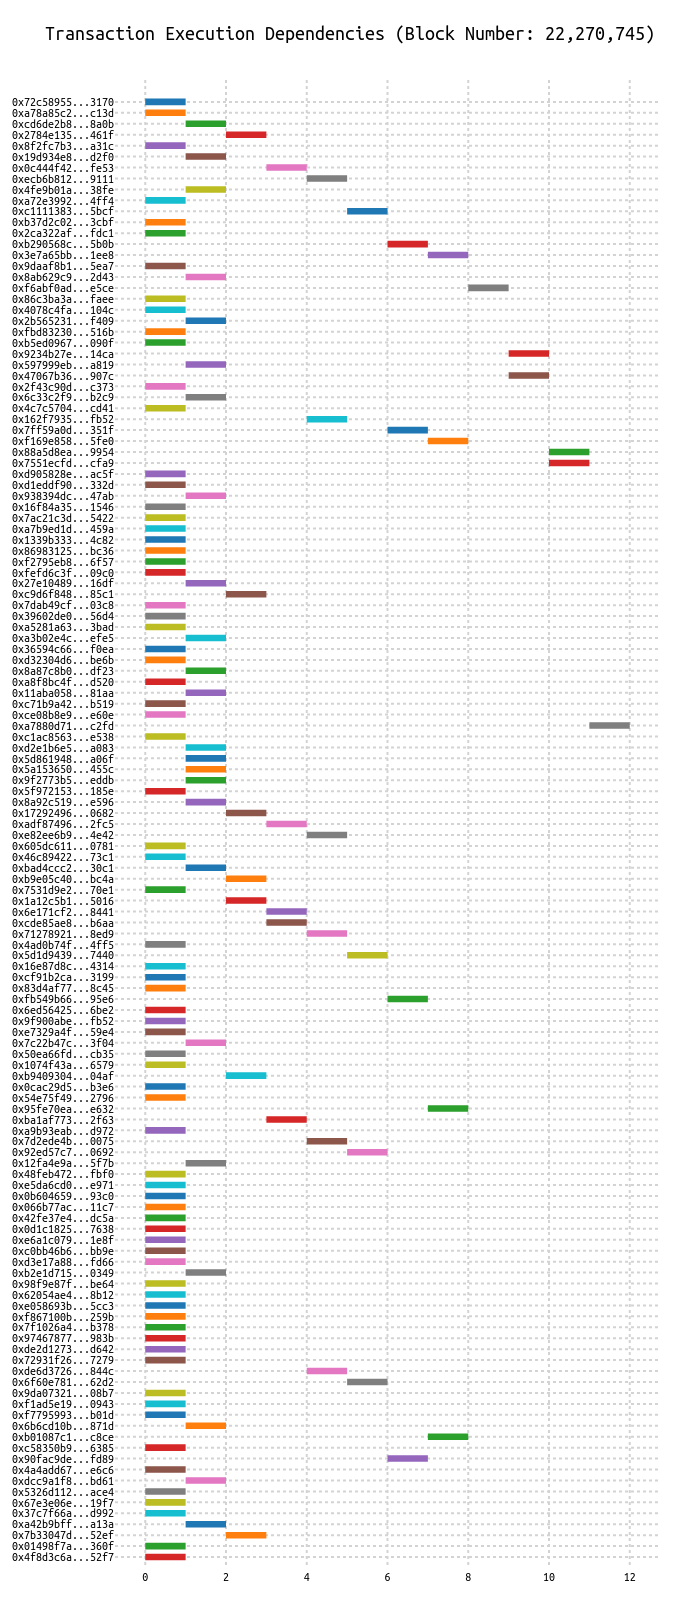 Transaction Execution Dependencies (Block Number: 22,270,745)
0x72c58955...3170
0xa78a85c2...c13d
0xcd6de2b8...8a0b
0x2784e135...461f
0x8f2fc7b3...a31c
0x19d934e8...d2f0
0x0c444f42...fe53
0xecb6b812...9111
0x4fe9b01a...38fe
0xa72e3992...4ff4
0xc1111383...5bcf
0xb37d2c02...3cbf
0x2ca322af...fdc1
0xb290568c...5b0b
0x3e7a65bb...1ee8
0x9daaf8b1...5ea7
0x8ab629c9...2d43
0xf6abf0ad...e5ce
0x86c3ba3a...faee
0x4078c4fa...104c
0x2b565231...f409
0xfbd83230...516b
0xb5ed0967...090f
0x9234b27e...14ca
0x597999eb...a819
0x47067b36...907c
0x2f43c90d...c373
0x6c33c2f9...b2c9
0x4c7c5704...cd41
0x162f7935...fb52
0x7ff59a0d...351f
0xf169e858...5fe0
0x88a5d8ea...9954
0x7551ecfd...cfa9
0xd905828e...ac5f
0xd1eddf90...332d
0x938394dc...47ab
0x16f84a35...1546
0x7ac21c3d...5422
0xa7b9ed1d...459a
0x1339b333...4c82
0x86983125...bc36
0xf2795eb8...6f57
0xfefd6c3f...09c0
0x27e10489...16df
0xc9d6f848...85c1
0x7dab49cf...03c8
0x39602de0...56d4
0xa5281a63...3bad
0xa3b02e4c...efe5
0x36594c66...f0ea
0xd32304d6...be6b
0x8a87c8b0...df23
0xa8f8bc4f...d520
0x11aba058...81aa
0xc71b9a42...b519
0xce08b8e9...e60e
0xa7880d71...c2fd
0xc1ac8563...e538
0xd2e1b6e5...a083
0x5d861948...a06f
0x5a153650...455c
0x9f2773b5...eddb
0x5f972153...185e
0x8a92c519...e596
0x17292496...0682
0xadf87496...2fc5
0xe82ee6b9...4e42
0x605dc611...0781
0x46c89422...73c1
0xbad4ccc2...30c1
0xb9e05c40...bc4a
0x7531d9e2...70e1
0x1a12c5b1...5016
0x6e171cf2...8441
0xcde85ae8...b6aa
0x71278921...8ed9
0x4ad0b74f...4ff5
0x5d1d9439...7440
0x16e87d8c...4314
0xcf91b2ca...3199
0x83d4af77...8c45
0xfb549b66...95e6
0x6ed56425...6be2
0x9f900abe...fb52
0xe7329a4f...59e4
0x7c22b47c...3f04
0x50ea66fd...cb35
0x1074f43a...6579
0xb9409304...04af
0x0cac29d5...b3e6
0x54e75f49...2796
0x95fe70ea...e632
0xba1af773...2f63
0xa9b93eab...d972
0x7d2ede4b...0075
0x92ed57c7...0692
0x12fa4e9a...5f7b
0x48feb472...fbf0
0xe5da6cd0...e971
0x0b604659...93c0
0x066b77ac...11c7
0x42fe37e4...dc5a
0x0d1c1825...7638
0xe6a1c079...1e8f
0xc0bb46b6...bb9e
0xd3e17a88...fd66
0xb2e1d715...0349
0x98f9e87f...be64
0x62054ae4...8b12
0xe058693b...5cc3
0xf867100b...259b
0x7f1026a4...b378
0x97467877...983b
0xde2d1273...d642
0x72931f26...7279
0xde6d3726...844c
0x6f60e781...62d2
0x9da07321...08b7
0xf1ad5e19...0943
0xf7795993...b01d
0x6b6cd10b...871d
0xb01087c1...c8ce
0xc58350b9...6385
0x90fac9de...fd89
0x4a4add67...e6c6
0xdcc9a1f8...bd61
0x5326d112...ace4
0x67e3e06e...19f7
0x37c7f66a...d992
0xa42b9bff...a13a
0x7b33047d...52ef
0x01498f7a...360f
0x4f8d3c6a...52f7
0 2 4 6 8 10 12